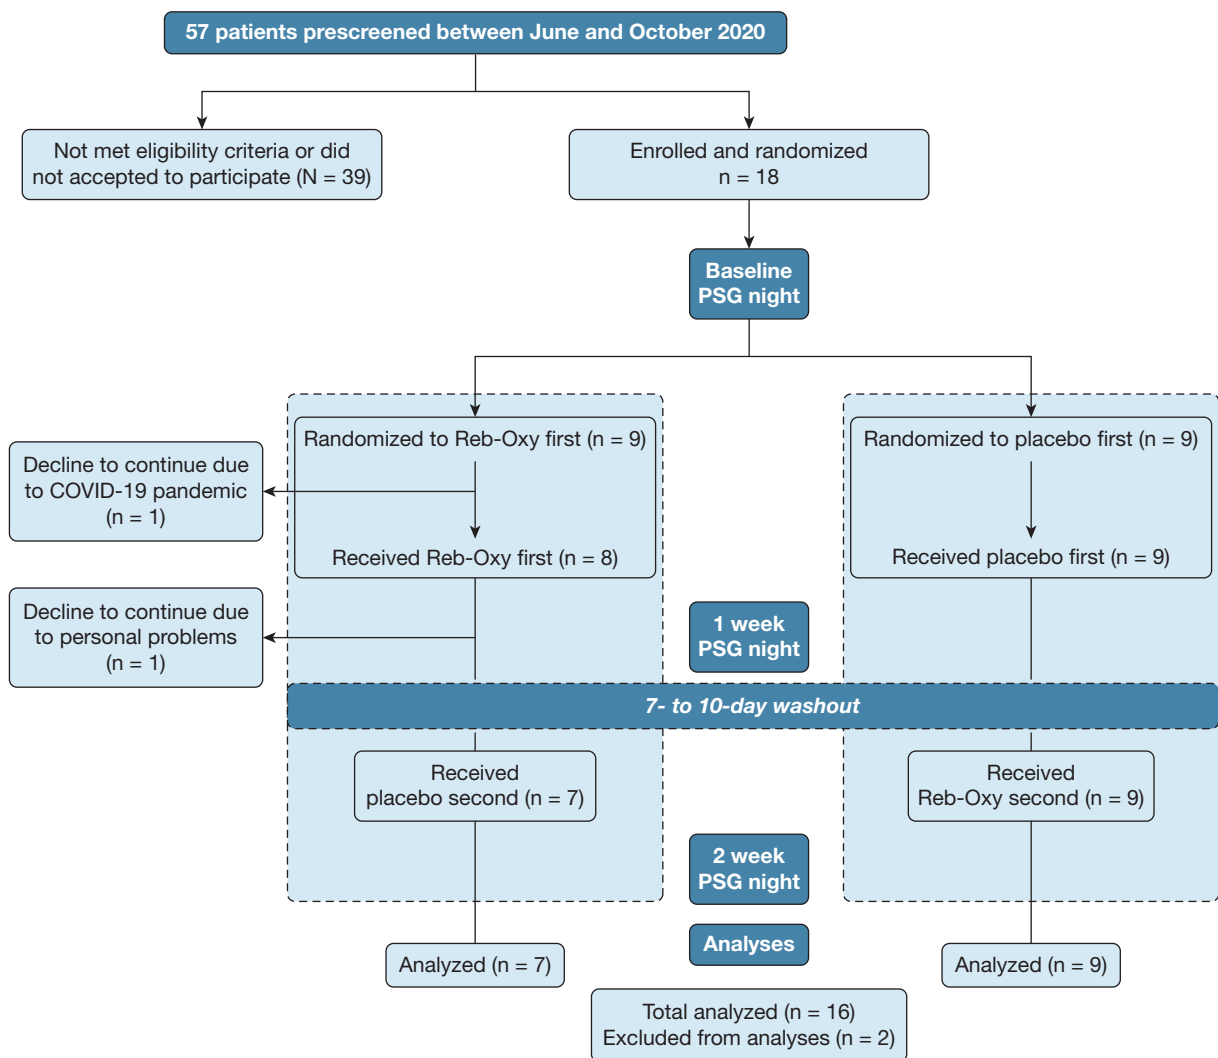 57 patients prescreened between June and October 2020
Not met eligibility criteria or did
not accepted to participate (N = 39)
Enrolled and randomized
n = 18
Baseline
PSG night
Randomized to Reb-Oxy first (n = 9)
Randomized to placebo first (n = 9)
Decline to continue due
to COVID-19 pandemic
(n = 1)
Received Reb-Oxy first (n = 8)
Received placebo first (n = 9)
Decline to continue due
to personal problems
(n = 1)
1 week
PSG night
7- to 10-day washout
Received
placebo second (n = 7)
Received
Reb-Oxy second (n = 9)
2 week
PSG night
Analyses
Analyzed (n = 7)
Analyzed (n = 9)
Total analyzed (n = 16)
Excluded from analyses (n = 2)